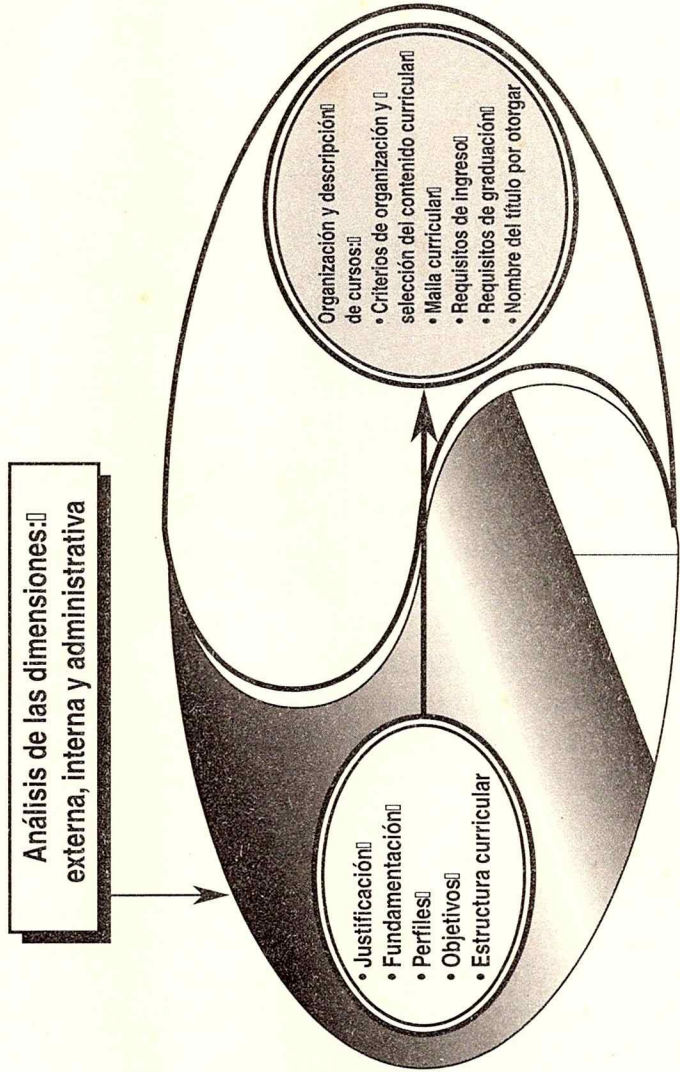 Análisis de las dimensiones:▯
externa, interna y administrativa
• Justificación▯
• Fundamentación▯
• Perfiles▯
• Objetivos▯
• Estructura curricular
Organización y descripción▯
de cursos:▯
• Criterios de organización y ▯
selección del contenido curricular▯
• Malla curricular▯
• Requisitos de ingreso▯
• Requisitos de graduación▯
• Nombre del título por otorgar